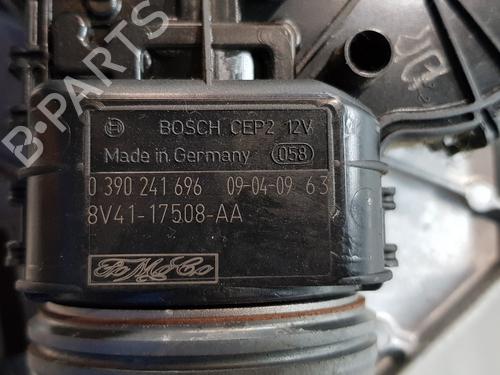 BOSCH CEP2 12V
Made in Germany 058
0 390 241 696 09-04-09 63
8V41-17508-AA
FoMoCo
B-PARTS